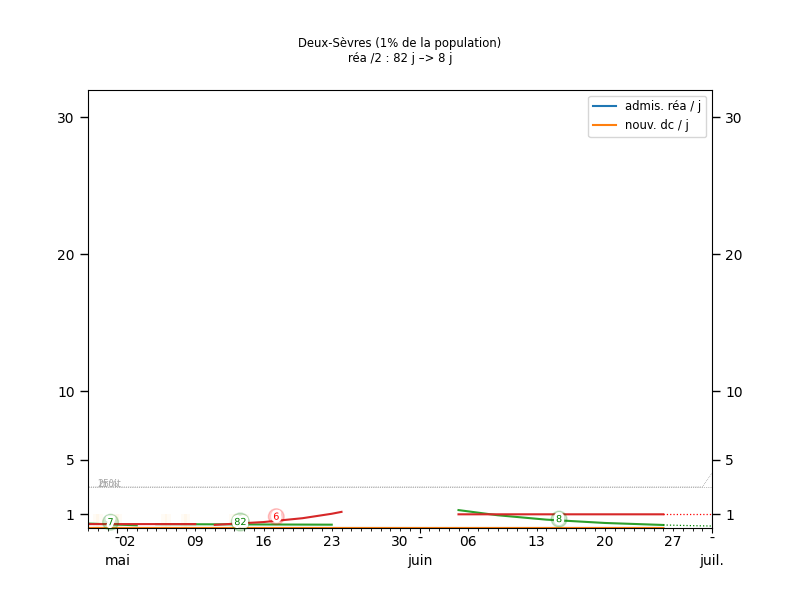 Deux-Sèvres (1% de la population)
réa /2 : 82 j –> 8 j
admis. réa / j
nouv. dc / j
30 30
20 20
10 10
5 5
1 1
7 82 6 8
02 09 16 23 30 06 13 20 27
mai juin juil.